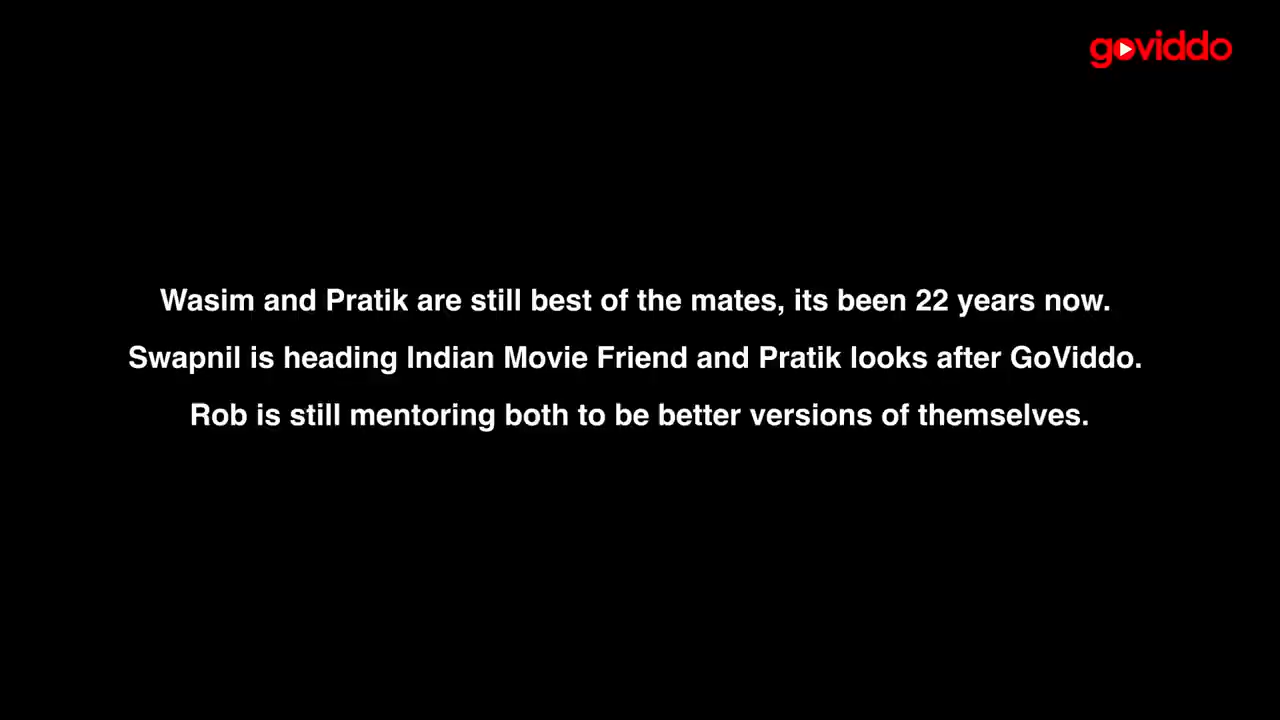 goviddo
Wasim and Pratik are still best of the mates, its been 22 years now.
Swapnil is heading Indian Movie Friend and Pratik looks after GoViddo.
Rob is still mentoring both to be better versions of themselves.